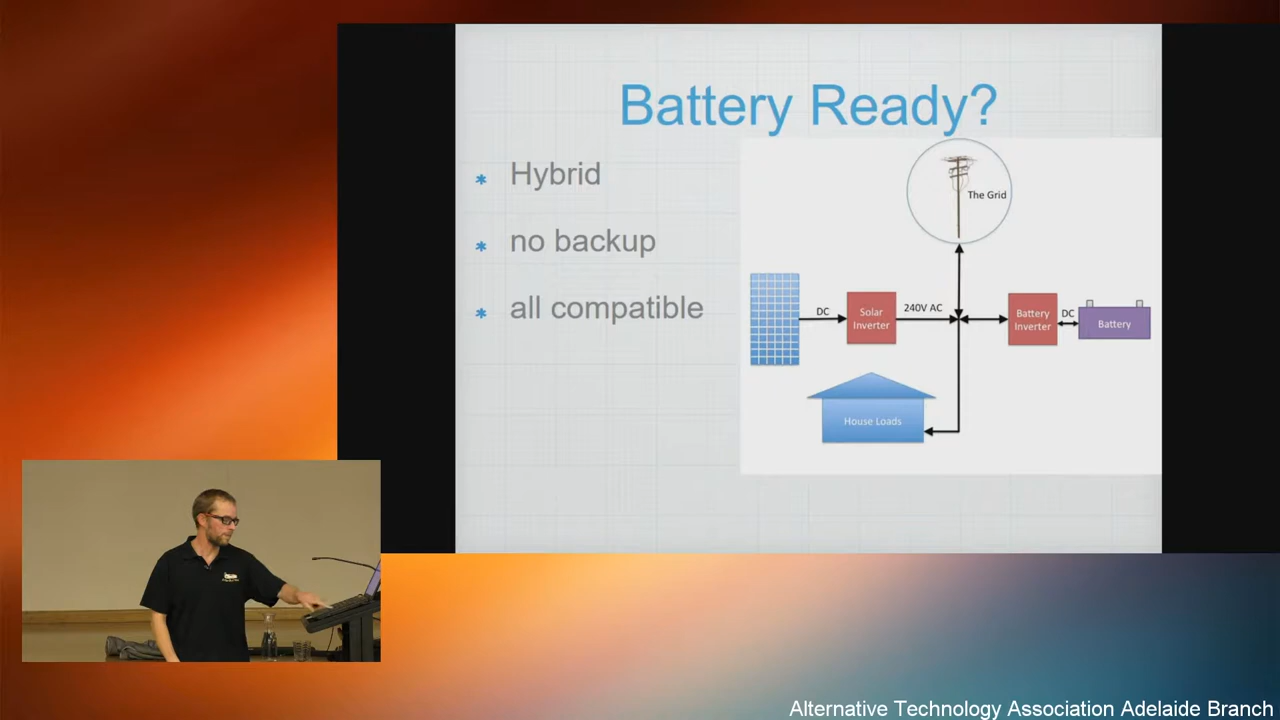 Battery Ready?
* Hybrid
* no backup
* all compatible
The Grid
DC
Solar
Inverter
240V AC
Battery
Inverter
DC
Battery
House Loads
Alternative Technology Association Adelaide Branch